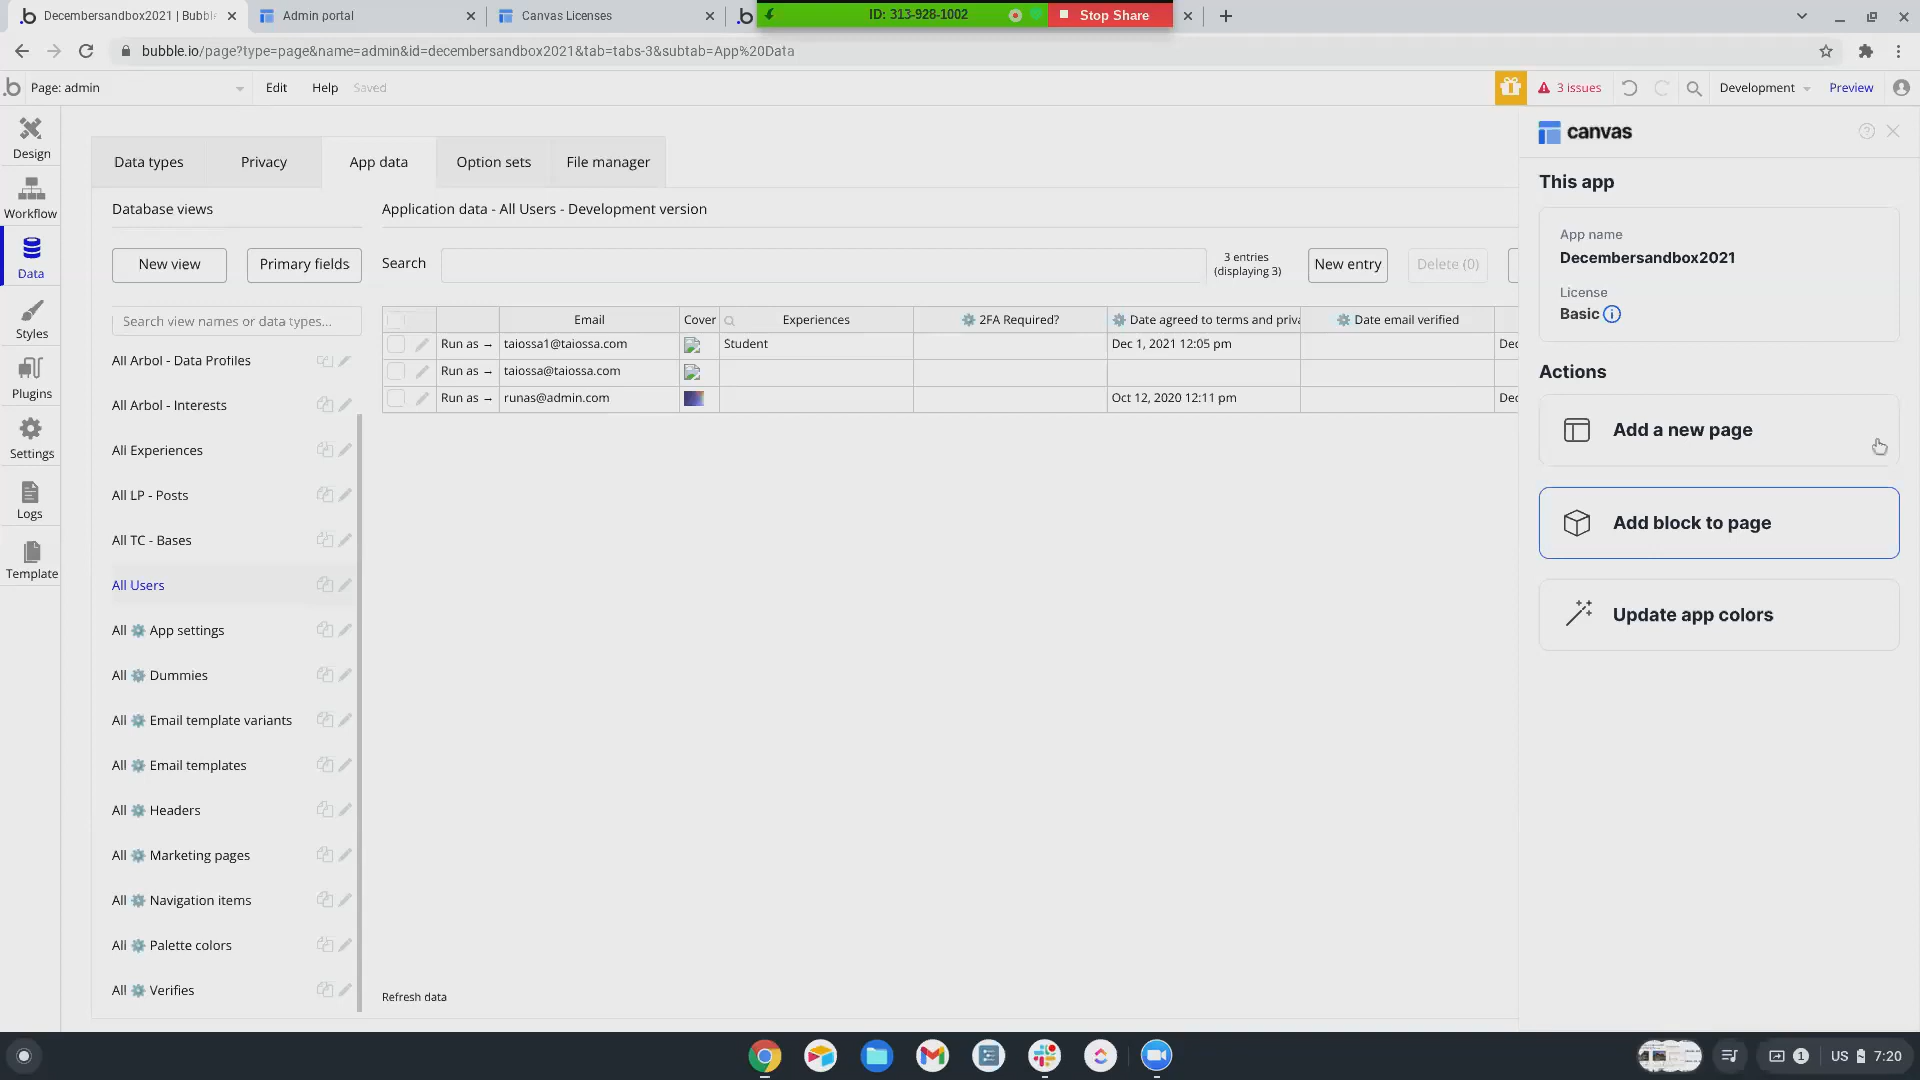 Decembersandbox2021 | Bubbl
Admin portal
Canvas Licenses
ID: 313-928-1002
Stop Share
bubble.io/page?type=page&name=admin&id=decembersandbox2021&tab=tabs-3&subtab=App%20Data
Page: admin
Edit
Help
Saved
3 issues
Development
Preview
Design
Workflow
Data
Styles
Plugins
Settings
Logs
Template
Data types
Privacy
App data
Option sets
File manager
Database views
Application data - All Users - Development version
New view
Primary fields
Search
3 entries
(displaying 3)
New entry
Delete (0)
Search view names or data types...
All Arbol - Data Profiles
All Arbol - Interests
All Experiences
All LP - Posts
All TC - Bases
All Users
All ⚙️ App settings
All ⚙️ Dummies
All ⚙️ Email template variants
All ⚙️ Email templates
All ⚙️ Headers
All ⚙️ Marketing pages
All ⚙️ Navigation items
All ⚙️ Palette colors
All ⚙️ Verifies
Email Cover Experiences ⚙️ 2FA Required? ⚙️ Date agreed to terms and priva ⚙️ Date email verified
Run as → taiossa1@taiossa.com Student Dec 1, 2021 12:05 pm Dec
Run as → taiossa@taiossa.com
Run as → runas@admin.com Oct 12, 2020 12:11 pm Dec
Refresh data
canvas
This app
App name
Decembersandbox2021
License
Basic
Actions
Add a new page
Add block to page
Update app colors
1
US
7:20